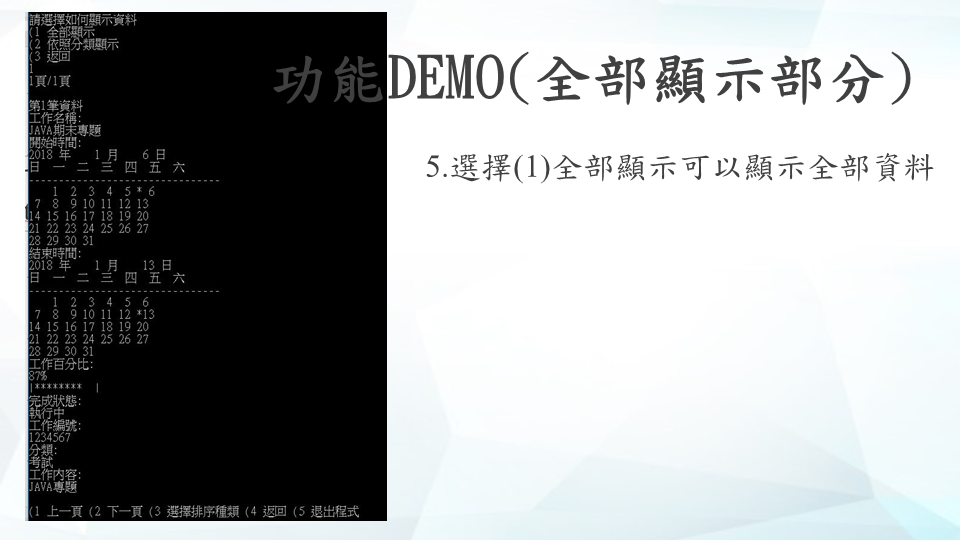 功能DEMO(全部顯示部分)
5.選擇(1)全部顯示可以顯示全部資料
請選擇如何顯示資料
(1 全部顯示
(2 依照分類顯示
(3 返回
1
1頁/1頁
第1筆資料
工作名稱:
JAVA期末專題
開始時間:
2018 年 1 月 6 日
日 一 二 三 四 五 六
--------------------------------
1 2 3 4 5 * 6
7 8 9 10 11 12 13
14 15 16 17 18 19 20
21 22 23 24 25 26 27
28 29 30 31
結束時間:
2018 年 1 月 13 日
日 一 二 三 四 五 六
--------------------------------
1 2 3 4 5 6
7 8 9 10 11 12 *13
14 15 16 17 18 19 20
21 22 23 24 25 26 27
28 29 30 31
工作百分比:
87%
|******** |
完成狀態:
執行中
工作編號:
1234567
分類:
考試
工作內容:
JAVA專題
(1 上一頁 (2 下一頁 (3 選擇排序種類 (4 返回 (5 退出程式